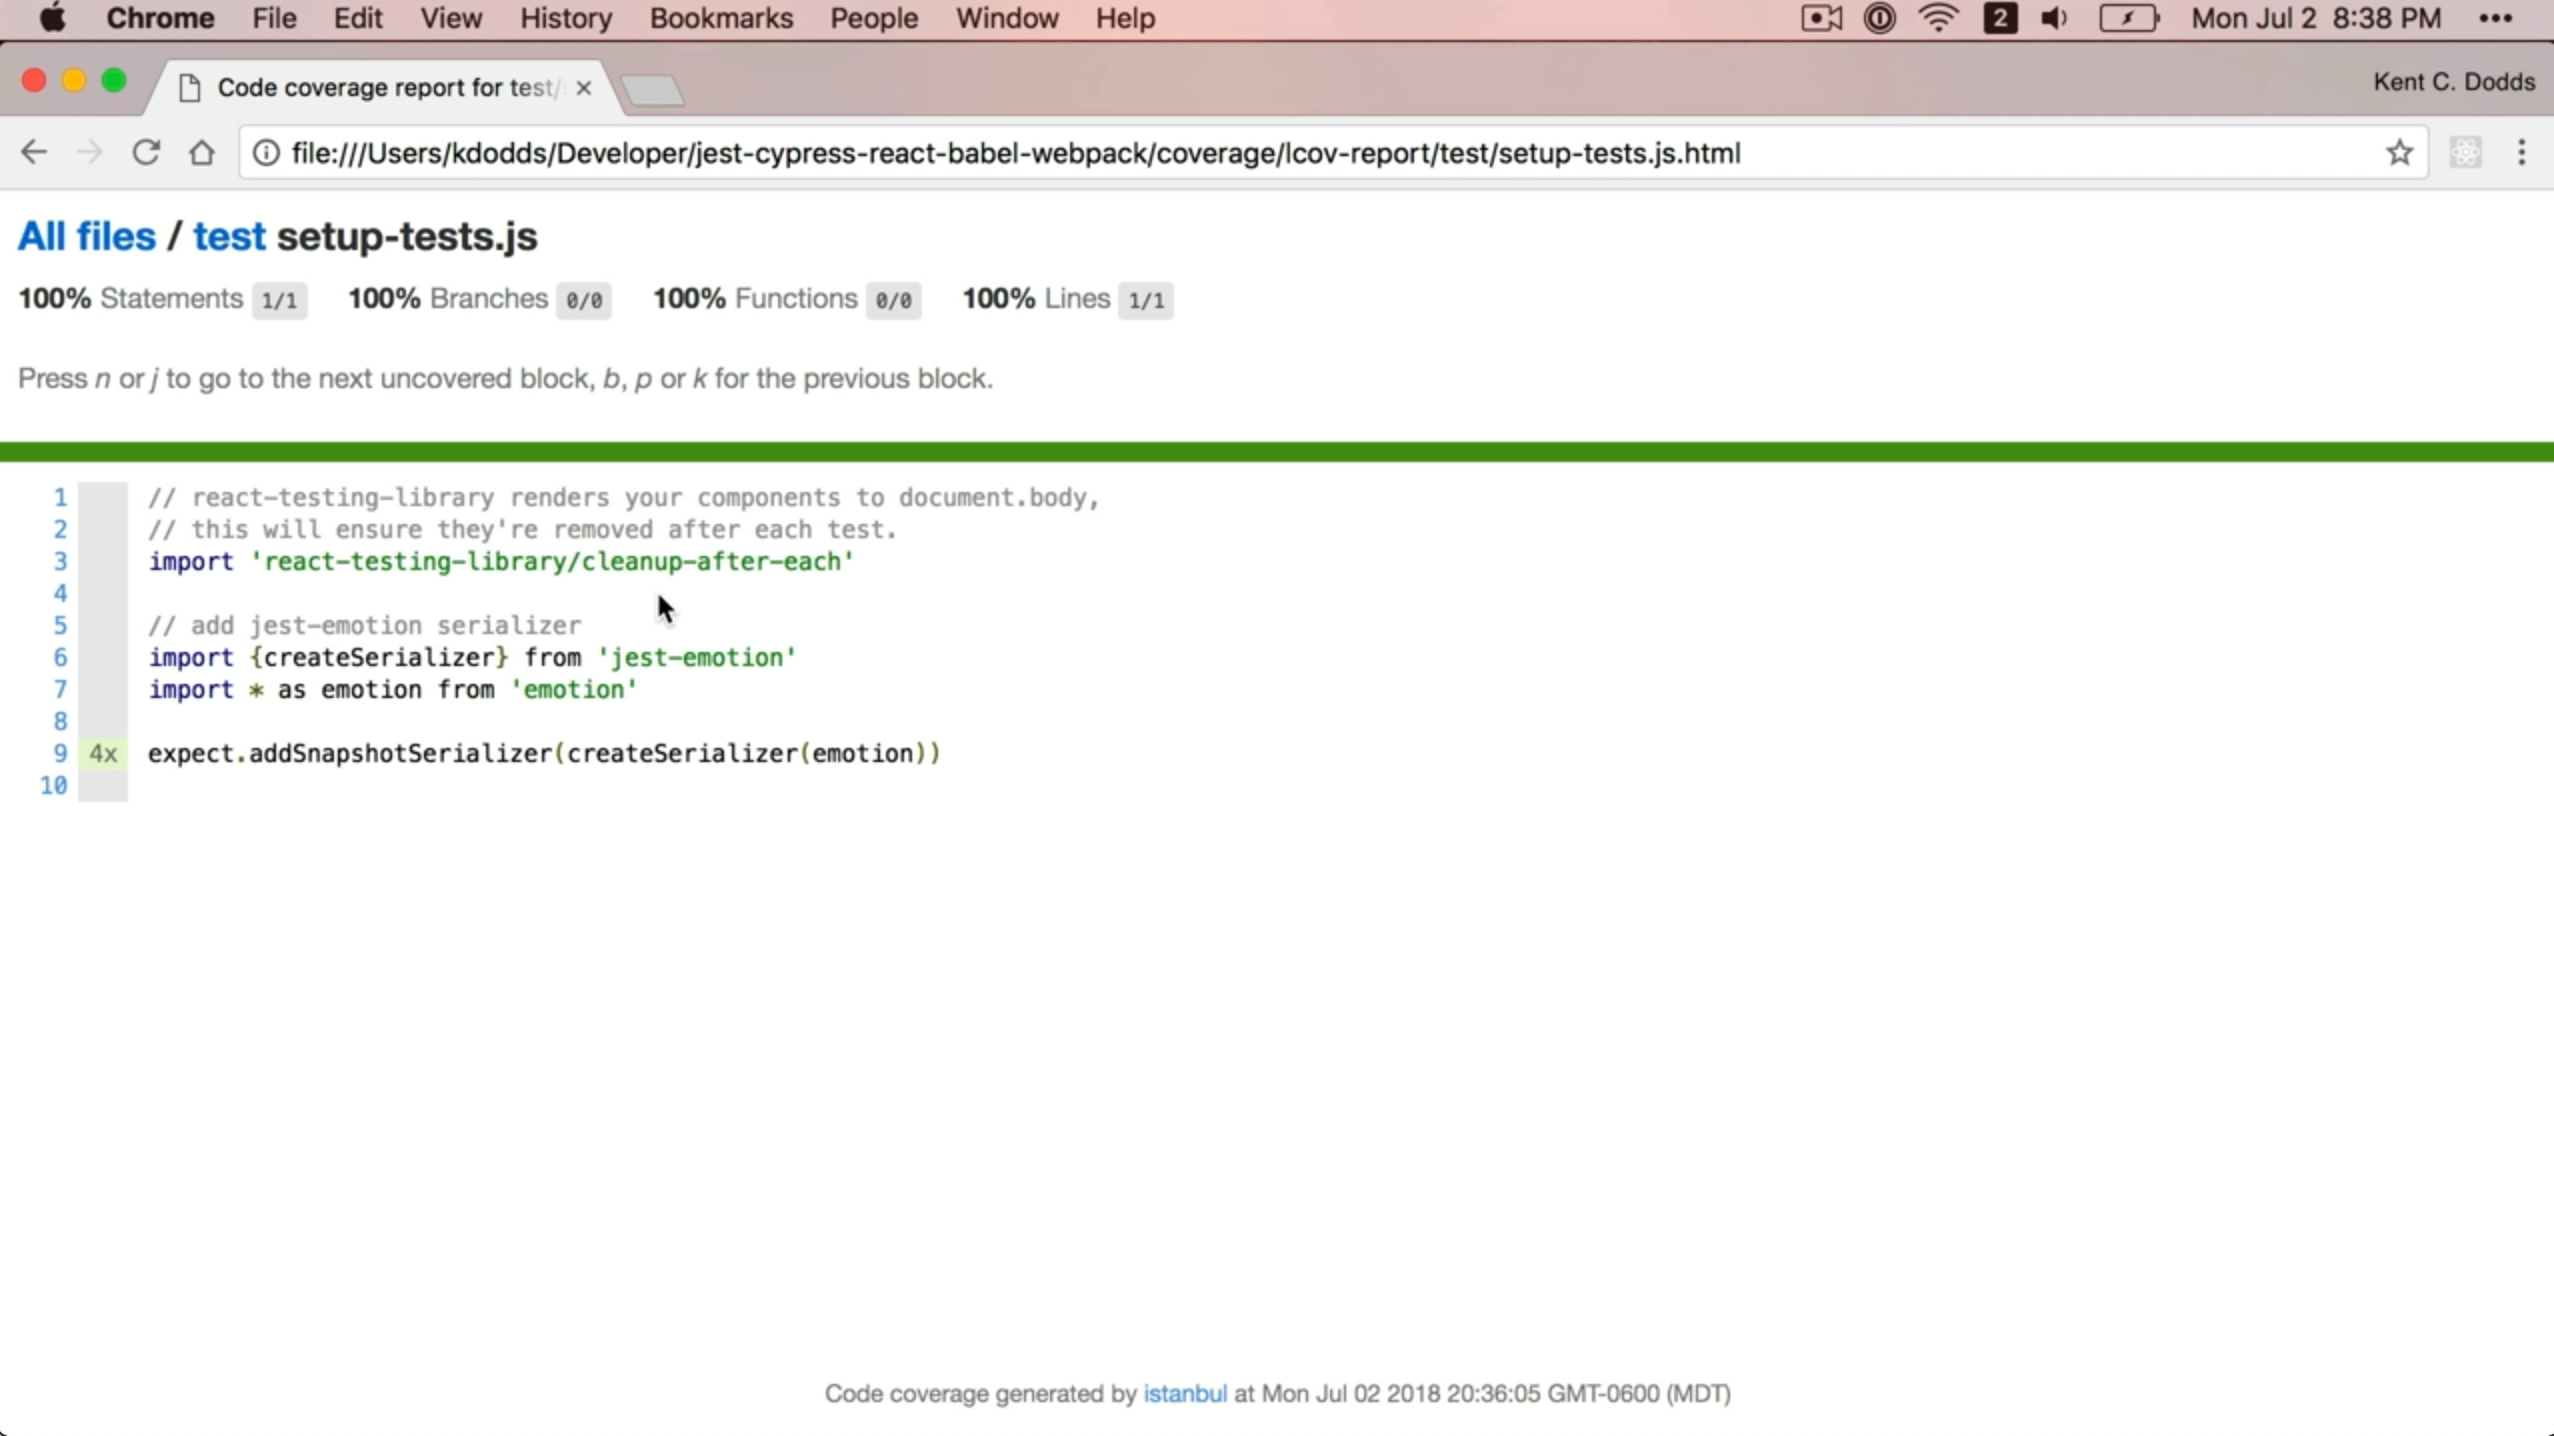 Chrome File Edit View History Bookmarks People Window Help 2 Mon Jul 2 8:38 PM
Code coverage report for test/ Kent C. Dodds
file:///Users/kdodds/Developer/jest-cypress-react-babel-webpack/coverage/lcov-report/test/setup-tests.js.html
All files / test setup-tests.js
100% Statements 1/1 100% Branches 0/0 100% Functions 0/0 100% Lines 1/1
Press n or j to go to the next uncovered block, b, p or k for the previous block.
1 // react-testing-library renders your components to document.body,
2 // this will ensure they're removed after each test.
3 import 'react-testing-library/cleanup-after-each'
4
5 // add jest-emotion serializer
6 import {createSerializer} from 'jest-emotion'
7 import * as emotion from 'emotion'
8
9 4x expect.addSnapshotSerializer(createSerializer(emotion))
10
Code coverage generated by istanbul at Mon Jul 02 2018 20:36:05 GMT-0600 (MDT)